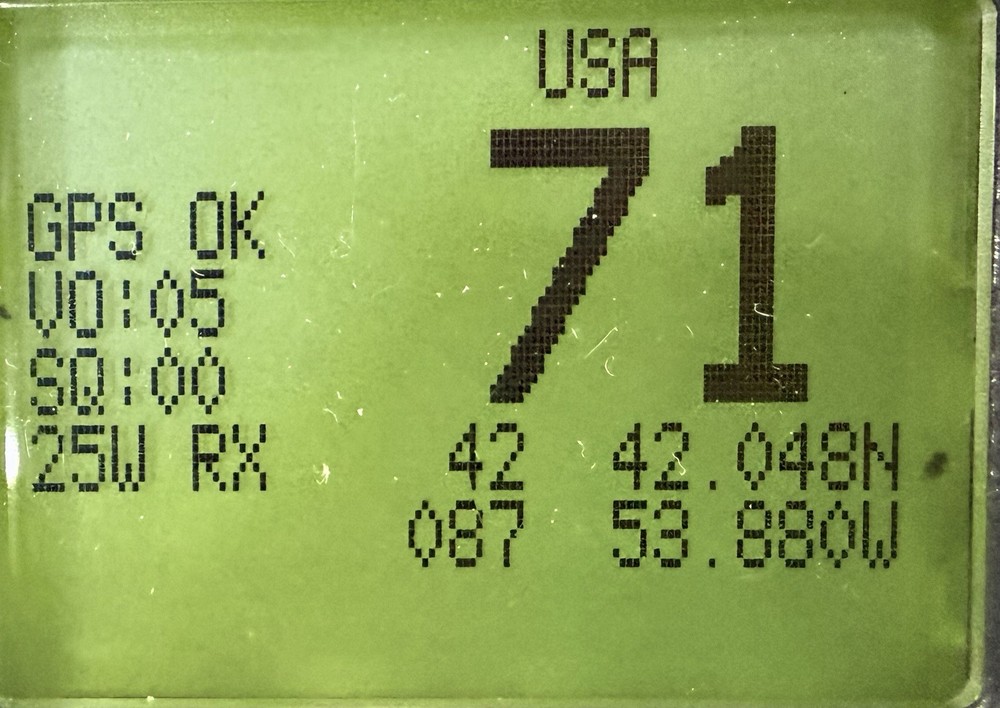 USA
71
GPS OK
VO:05
SQ:00
25W RX
42 42.048N
087 53.880W